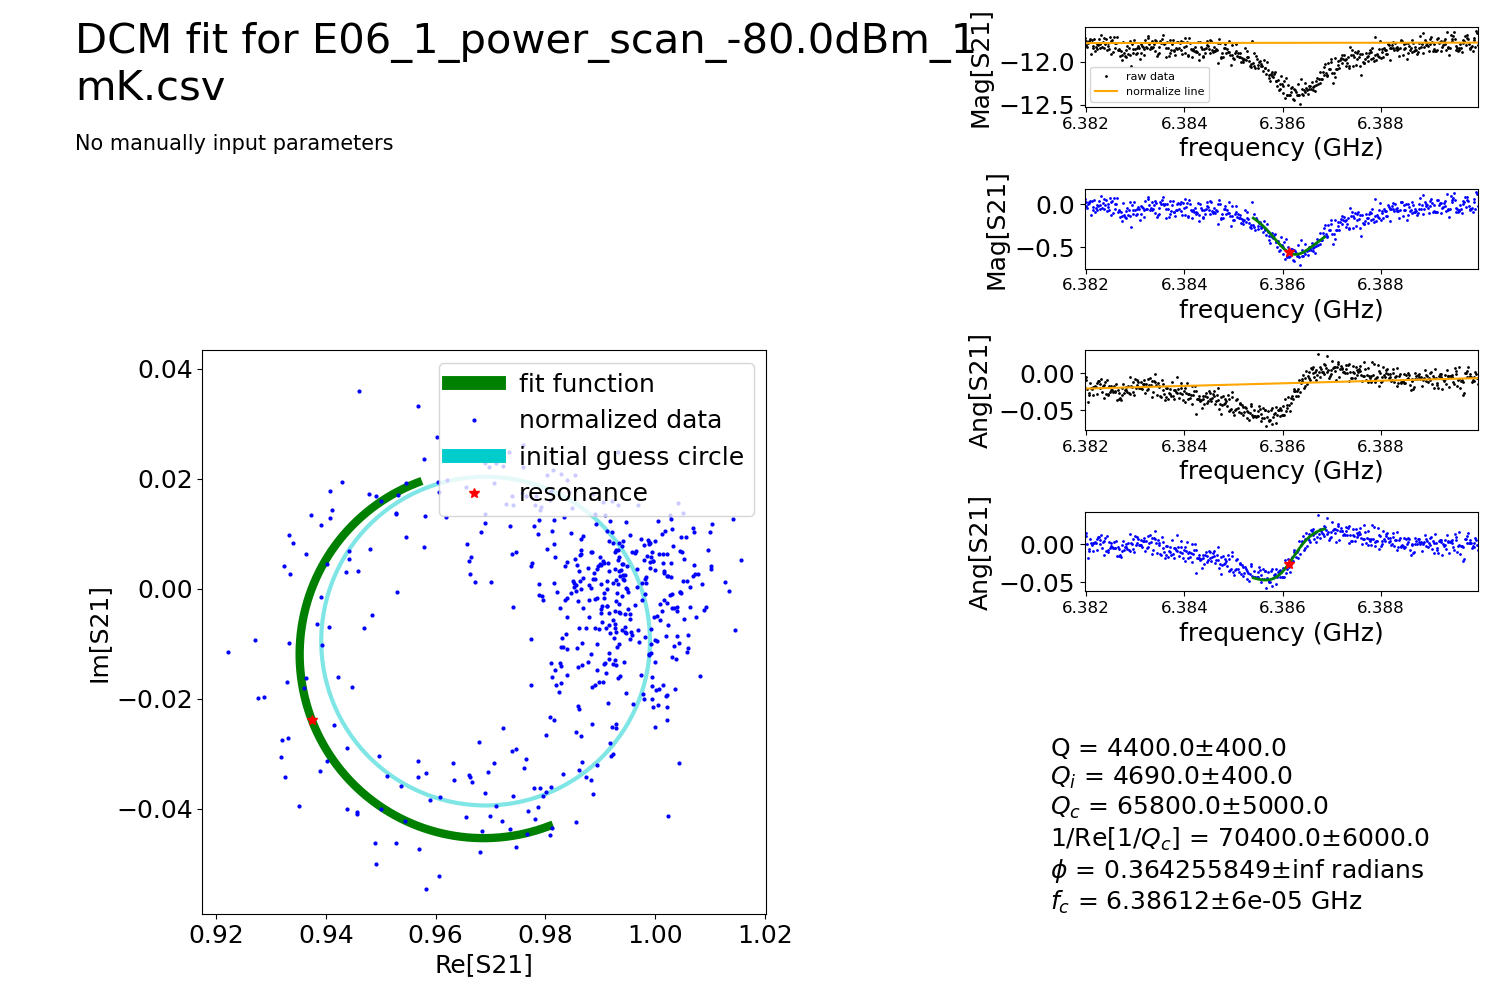 DCM fit for E06_1_power_scan_-80.0dBm_1
mK.csv
No manually input parameters
Mag[S21]
−12.0
−12.5
raw data
normalize line
6.382 6.384 6.386 6.388
frequency (GHz)
Mag[S21]
0.0
−0.5
6.382 6.384 6.386 6.388
frequency (GHz)
Ang[S21]
0.00
−0.05
6.382 6.384 6.386 6.388
frequency (GHz)
Ang[S21]
0.00
−0.05
6.382 6.384 6.386 6.388
frequency (GHz)
Im[S21]
0.04
0.02
0.00
−0.02
−0.04
fit function
normalized data
initial guess circle
resonance
0.92 0.94 0.96 0.98 1.00 1.02
Re[S21]
Q = 4400.0±400.0
Q_i = 4690.0±400.0
Q_c = 65800.0±5000.0
1/Re[1/Q_c] = 70400.0±6000.0
ϕ = 0.364255849±inf radians
f_c = 6.38612±6e-05 GHz